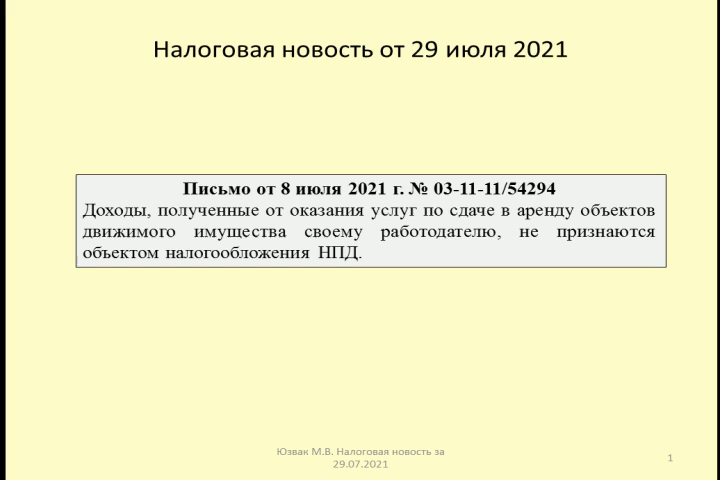 Налоговая новость от 29 июля 2021
Письмо от 8 июля 2021 г. № 03-11-11/54294
Доходы, полученные от оказания услуг по сдаче в аренду объектов
движимого имущества своему работодателю, не признаются
объектом налогообложения НПД.
Юзвак М.В. Налоговая новость за
29.07.2021
1